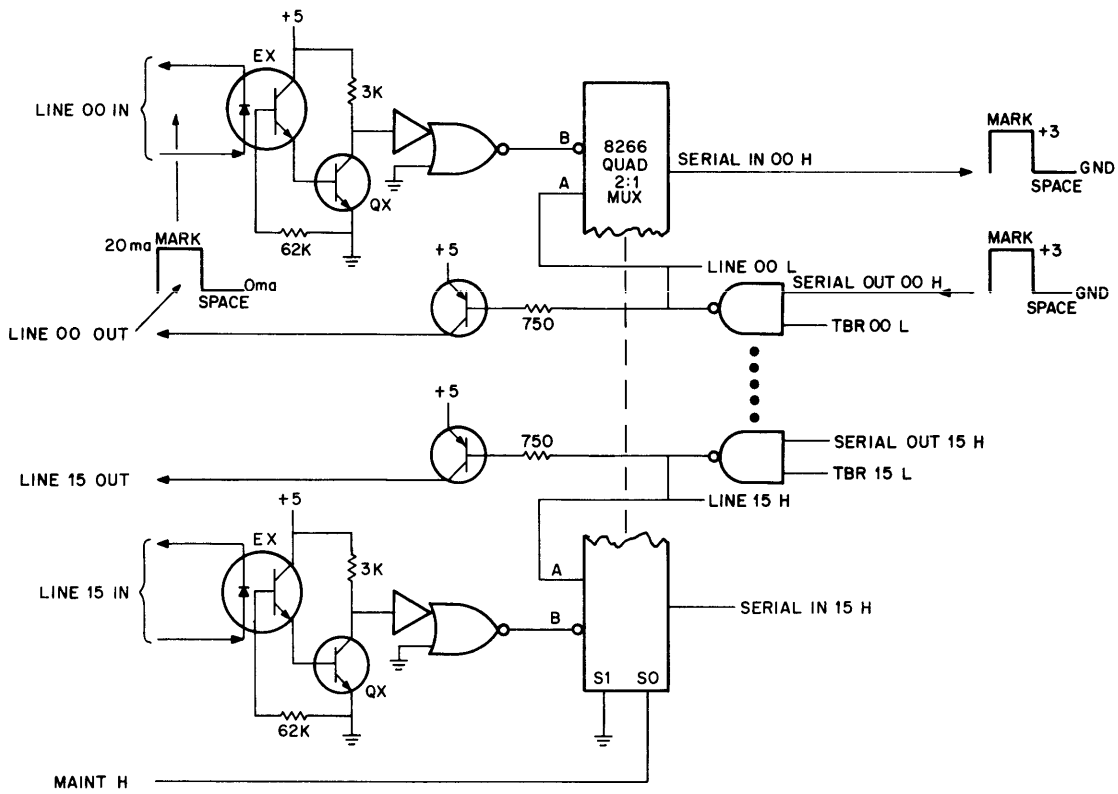 +5
EX
LINE 00 IN
3K
QX
62K
20ma
MARK
SPACE
0ma
LINE 00 OUT
B
A
8266
QUAD
2:1
MUX
SERIAL IN 00 H
MARK
+3
GND
SPACE
+5
750
LINE 00 L
SERIAL OUT 00 H
TBR 00 L
MARK
+3
GND
SPACE
+5
750
SERIAL OUT 15 H
TBR 15 L
LINE 15 OUT
LINE 15 H
+5
EX
LINE 15 IN
3K
QX
62K
A
B
SERIAL IN 15 H
S1
S0
MAINT H